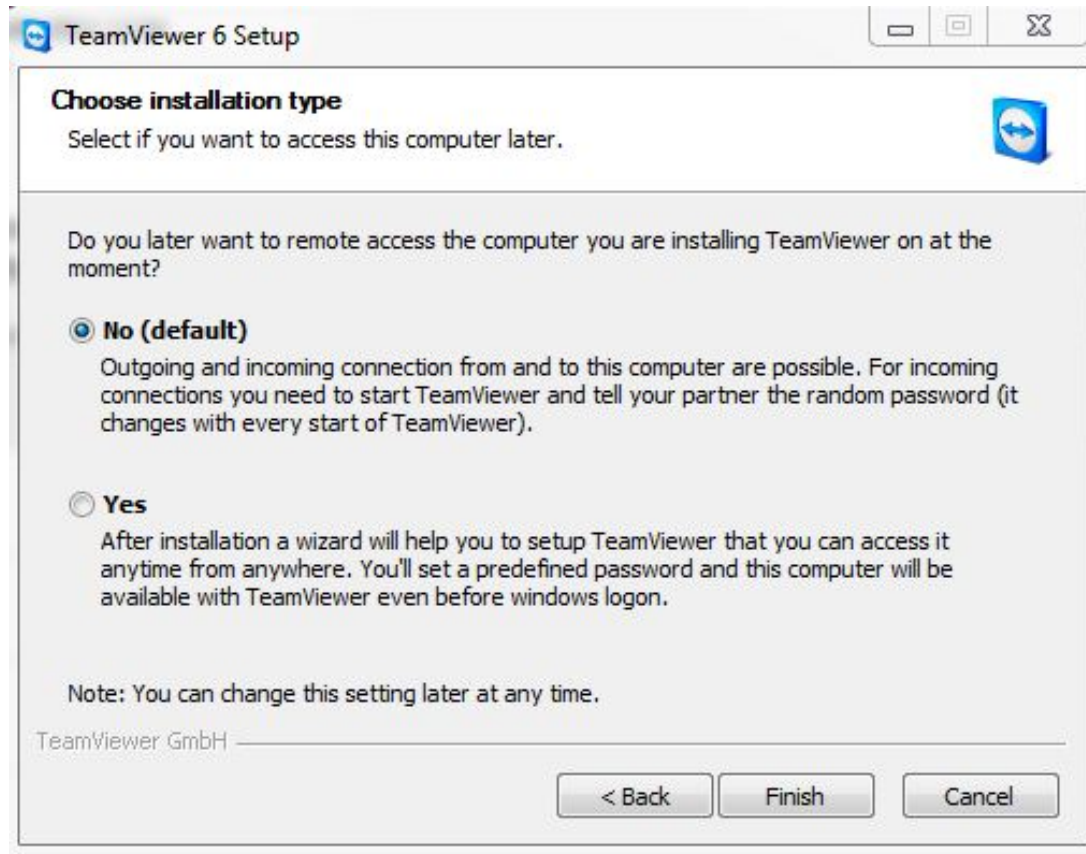 TeamViewer 6 Setup
Choose installation type
Select if you want to access this computer later.
Do you later want to remote access the computer you are installing TeamViewer on at the
moment?
No (default)
Outgoing and incoming connection from and to this computer are possible. For incoming
connections you need to start TeamViewer and tell your partner the random password (it
changes with every start of TeamViewer).
Yes
After installation a wizard will help you to setup TeamViewer that you can access it
anytime from anywhere. You'll set a predefined password and this computer will be
available with TeamViewer even before windows logon.
Note: You can change this setting later at any time.
TeamViewer GmbH
< Back Finish Cancel